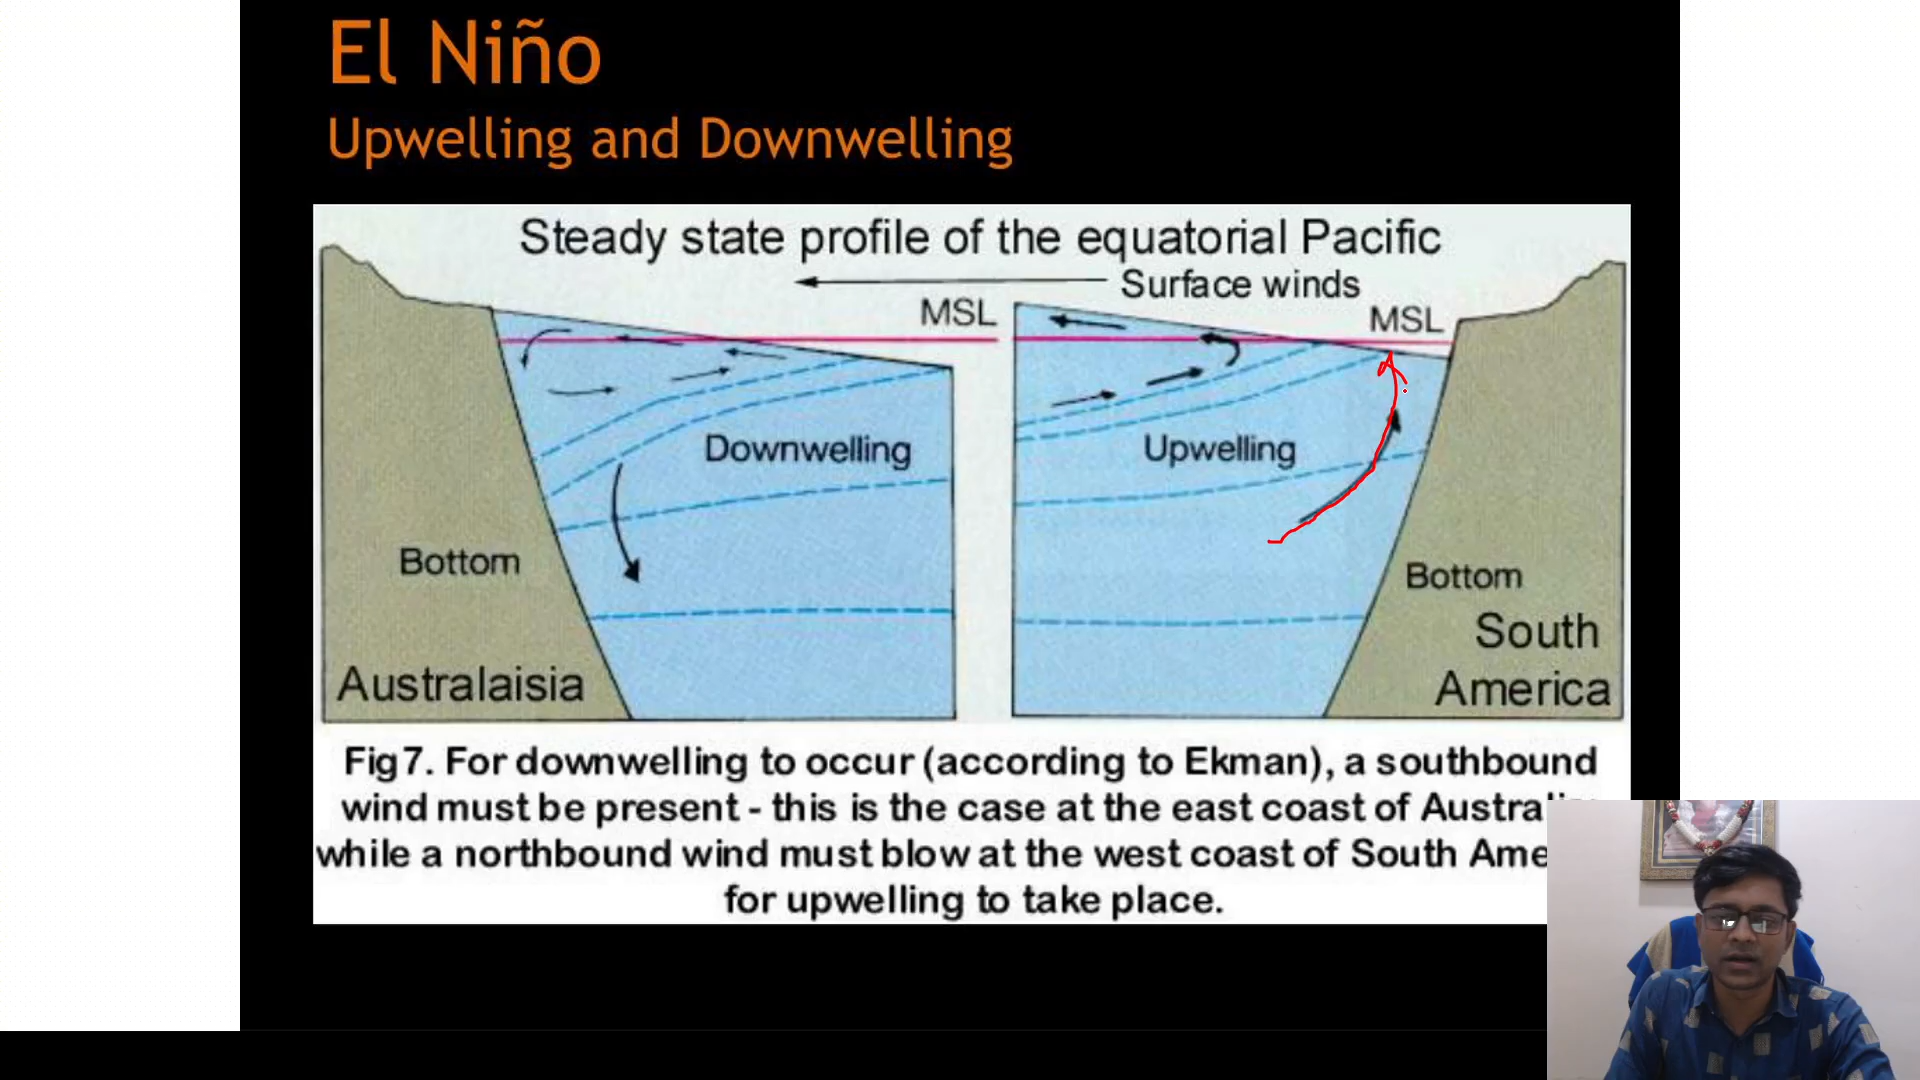 El Niño
Upwelling and Downwelling
Steady state profile of the equatorial Pacific
Surface winds
MSL
MSL
Downwelling
Upwelling
Bottom
Bottom
Australaisia
South
America
Fig7. For downwelling to occur (according to Ekman), a southbound
wind must be present - this is the case at the east coast of
while a northbound wind must blow at the west coast of South
for upwelling to take place.